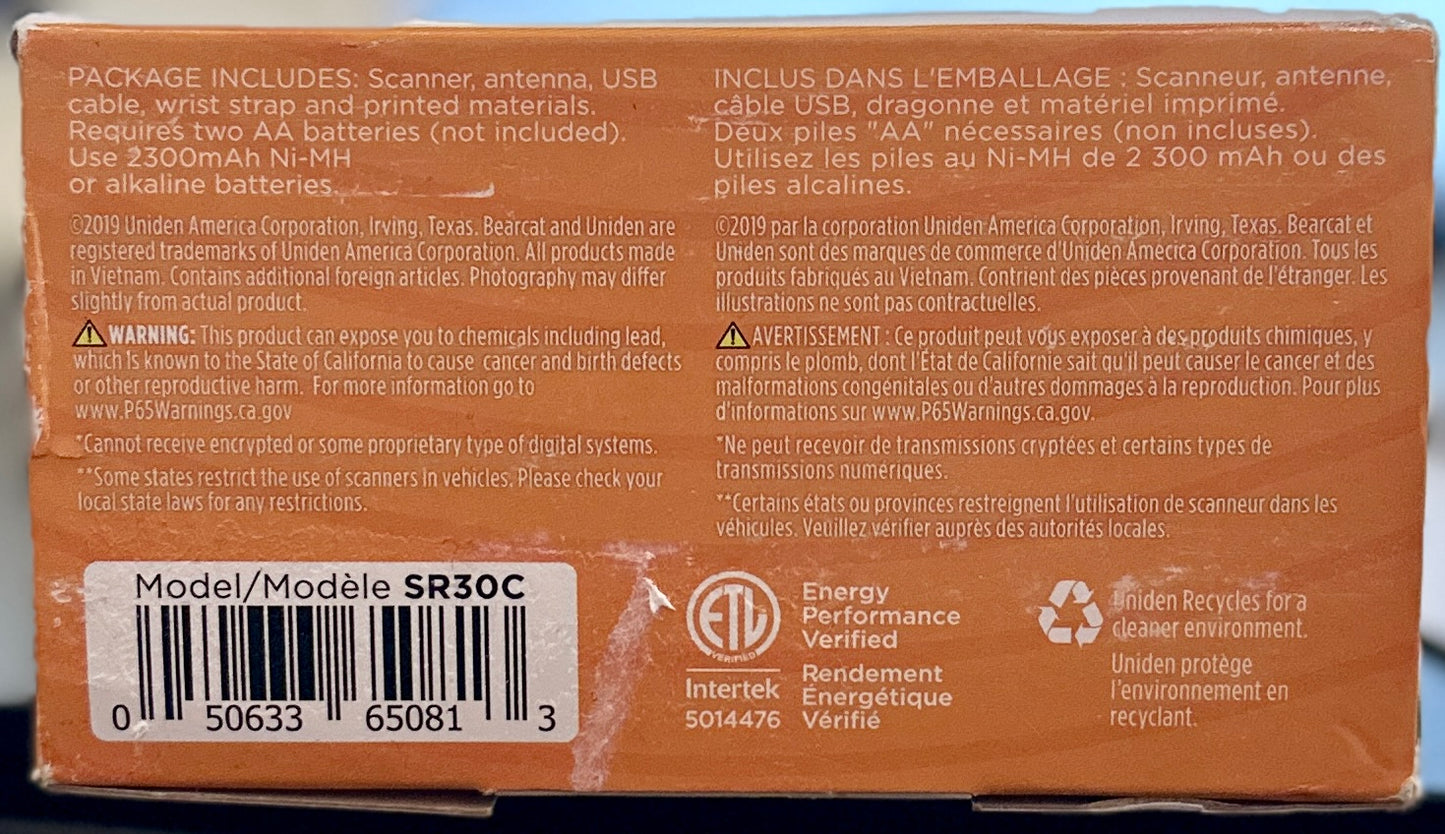 PACKAGE INCLUDES: Scanner, antenna, USB
cable, wrist strap and printed materials.
Requires two AA batteries (not included).
Use 2300mAh Ni-MH
or alkaline batteries.
©2019 Uniden America Corporation, Irving, Texas. Bearcat and Uniden are
registered trademarks of Uniden America Corporation. All products made
in Vietnam. Contains additional foreign articles. Photography may differ
slightly from actual product.
WARNING: This product can expose you to chemicals including lead,
which is known to the State of California to cause cancer and birth defects
or other reproductive harm. For more information go to
www.P65Warnings.ca.gov
*Cannot receive encrypted or some proprietary type of digital systems.
**Some states restrict the use of scanners in vehicles. Please check your
local state laws for any restrictions.
Model/Modèle SR30C
0 50633 65081 3
INCLUS DANS L'EMBALLAGE : Scanneur, antenne,
câble USB, dragonne et matériel imprimé.
Deux piles "AA" nécessaires (non incluses).
Utilisez les piles au Ni-MH de 2 300 mAh ou des
piles alcalines.
©2019 par la corporation Uniden America Corporation, Irving, Texas. Bearcat et
Uniden sont des marques de commerce d'Uniden America Corporation. Tous les
produits fabriqués au Vietnam. Contrient des pièces provenant de l'étranger. Les
illustrations ne sont pas contractuelles.
AVERTISSEMENT : Ce produit peut vous exposer à des produits chimiques, y
compris le plomb, dont l'État de Californie sait qu'il peut causer le cancer et des
malformations congénitales ou d'autres dommages à la reproduction. Pour plus
d'informations sur www.P65Warnings.ca.gov.
*Ne peut recevoir de transmissions cryptées et certains types de
transmissions numériques.
**Certains états ou provinces restreignent l'utilisation de scanneur dans les
véhicules. Veuillez vérifier auprès des autorités locales.
ETL
VERIFIED
Intertek
5014476
Energy
Performance
Verified
Rendement
Énergétique
Vérifié
Uniden Recycles for a
cleaner environment.
Uniden protège
l'environnement en
recyclant.